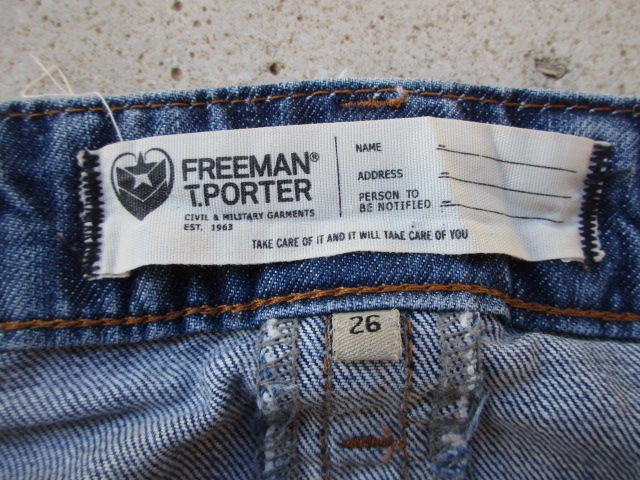 FREEMAN®
T.PORTER
CIVIL & MILITARY GARMENTS
EST. 1963
NAME
ADDRESS
PERSON TO
BE NOTIFIED
TAKE CARE OF IT AND IT WILL TAKE CARE OF YOU
26